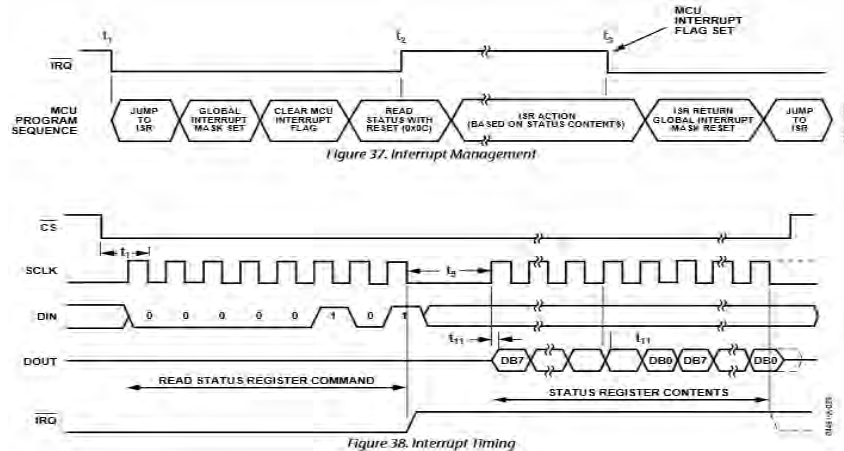 t1 t2 t3 MCU INTERRUPT FLAG SET
IRQ
MCU PROGRAM SEQUENCE
JUMP TO ISR
GLOBAL INTERRUPT MASK SET
CLEAR MCU INTERRUPT FLAG
READ STATUS WITH RESET (0x0C)
ISR ACTION (BASED ON STATUS CONTENTS)
ISR RETURN GLOBAL INTERRUPT MASK RESET
JUMP TO ISR
Figure 37. Interrupt Management
CS
t1
SCLK t9
DIN 0 0 0 0 0 1 0 1
t11 t11
DOUT DB7 DB0 DB7 DB0
READ STATUS REGISTER COMMAND STATUS REGISTER CONTENTS
IRQ
Figure 38. Interrupt Timing